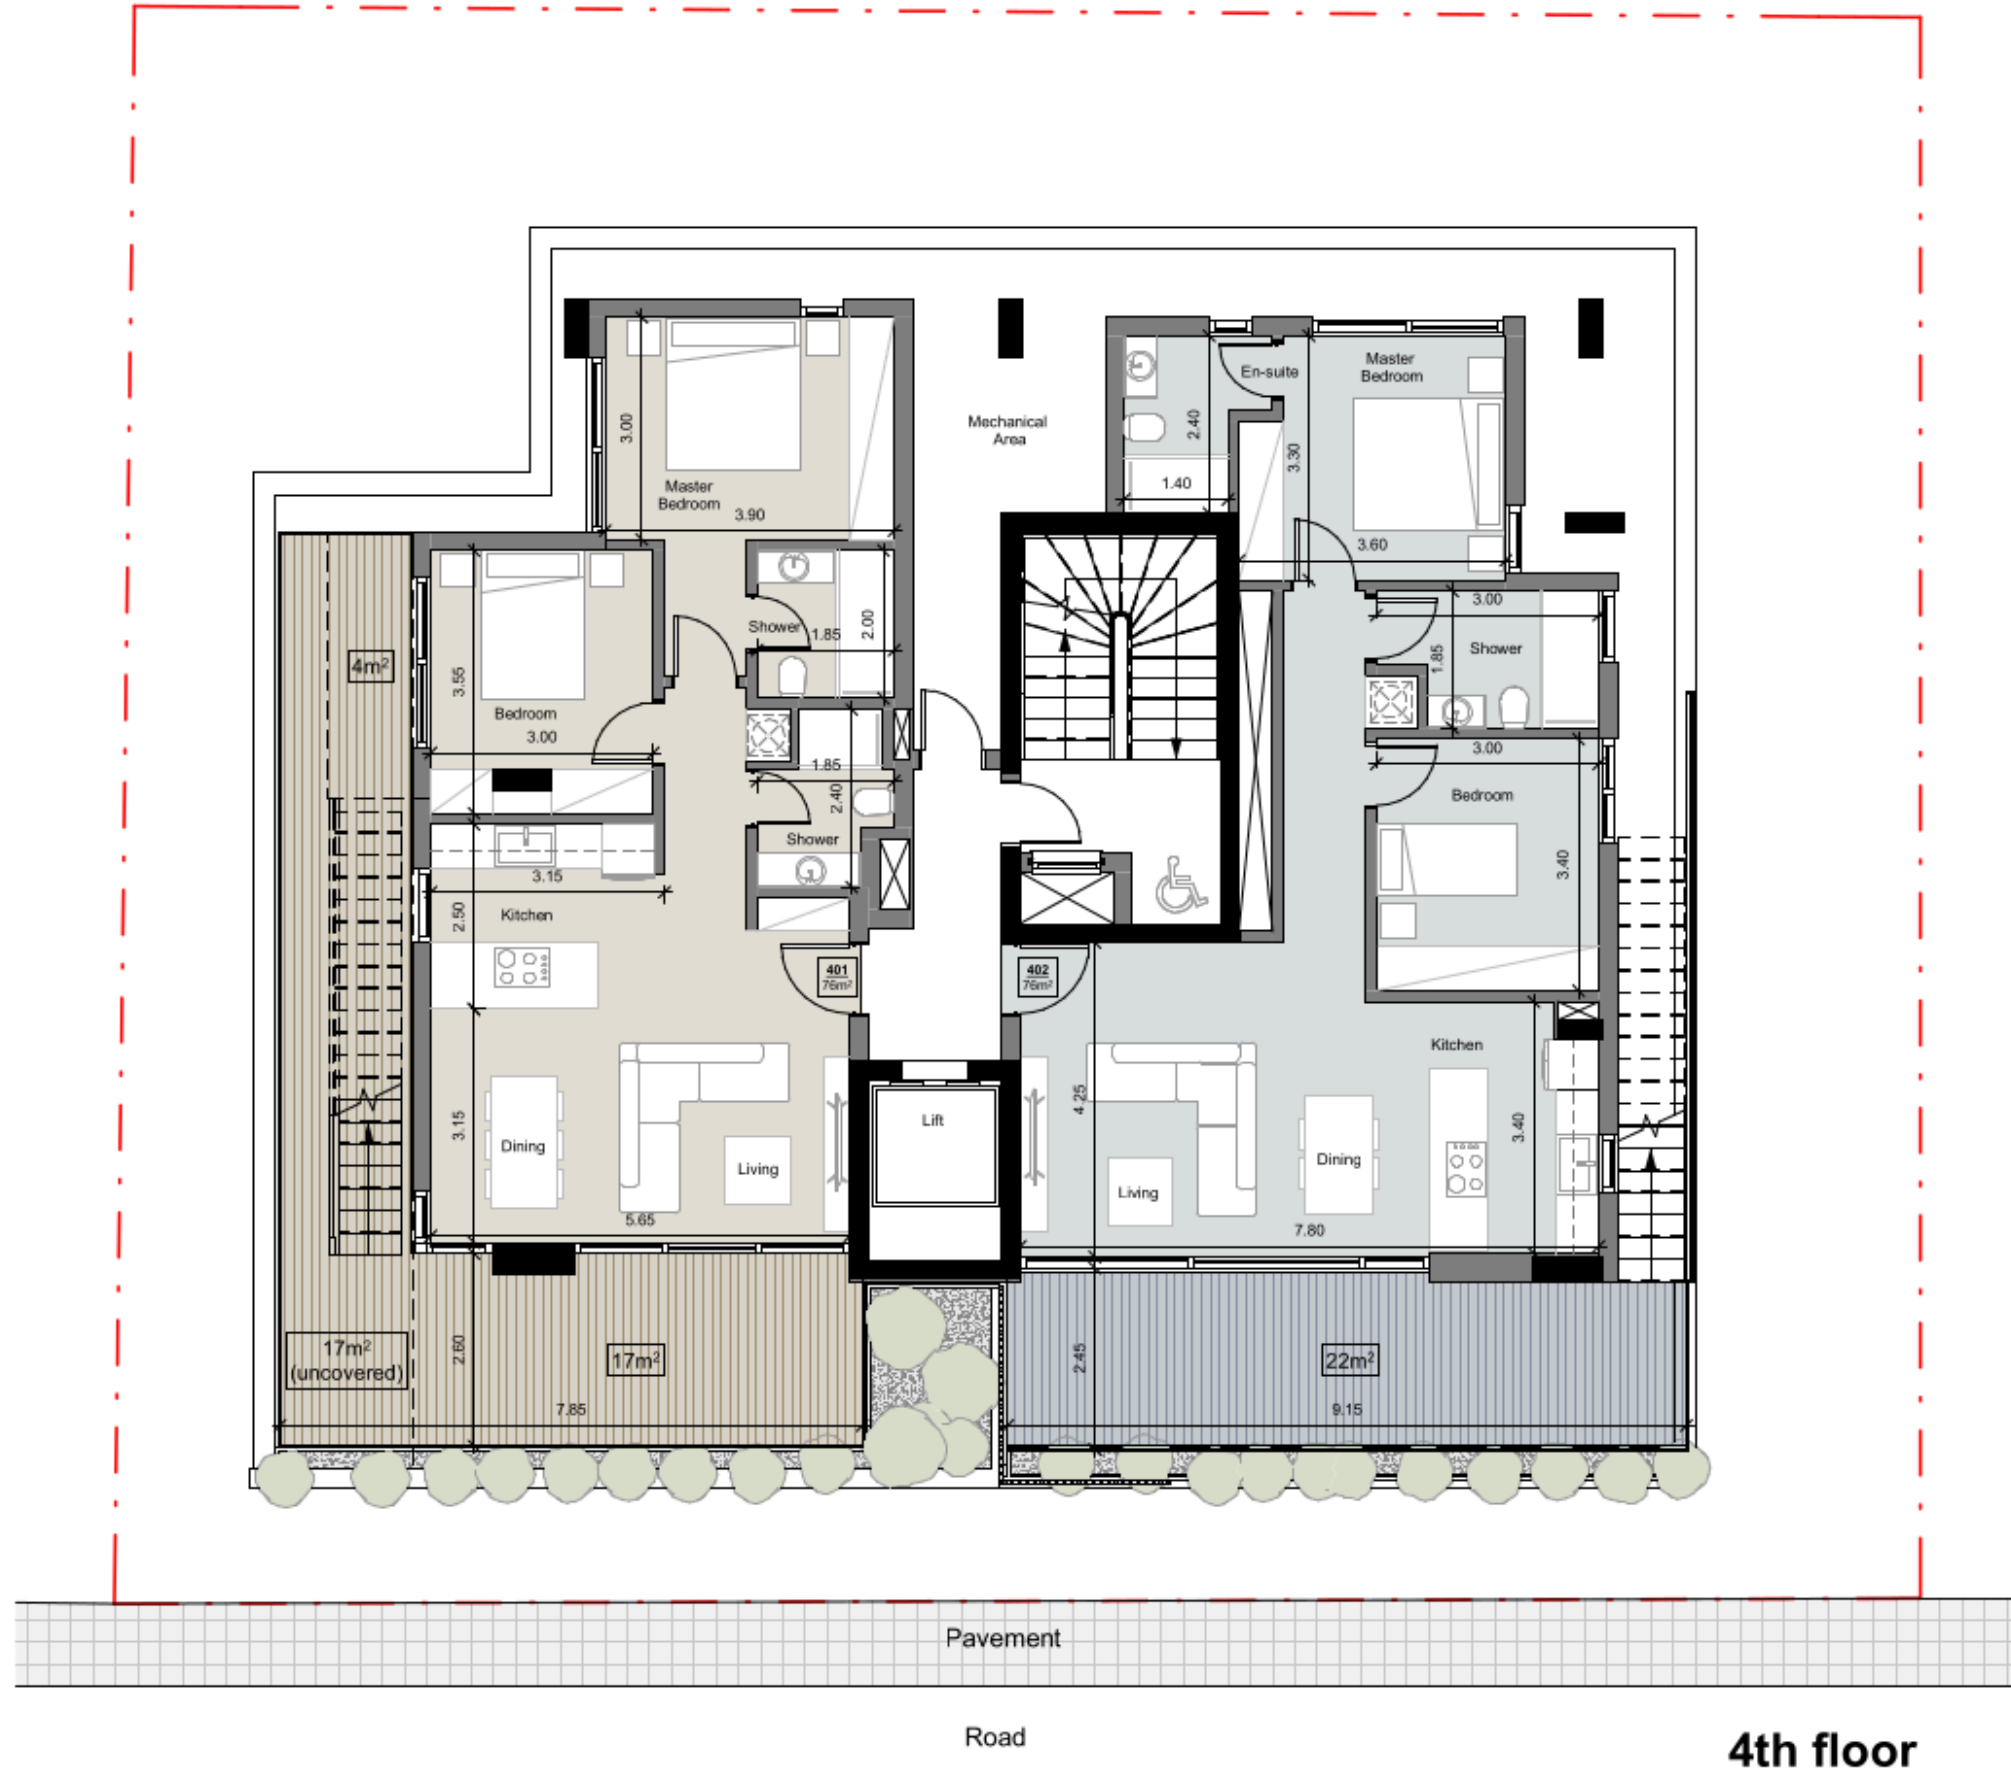 Master
Bedroom
En-suite
Mechanical
Area
3.00
2.40
3.30
1.40
Master
Bedroom
3.90
3.60
Shower
1.85
2.00
3.00
4m²
3.55
1.85
Shower
Bedroom
3.00
3.00
1.85
2.40
Bedroom
Shower
3.15
3.40
2.50
Kitchen
401
76m²
402
76m²
Kitchen
4.25
Lift
3.15
3.40
Dining
Living
Dining
Living
5.65
7.80
17m²
(uncovered)
2.60
17m²
2.45
22m²
7.85
9.15
Pavement
Road
4th floor